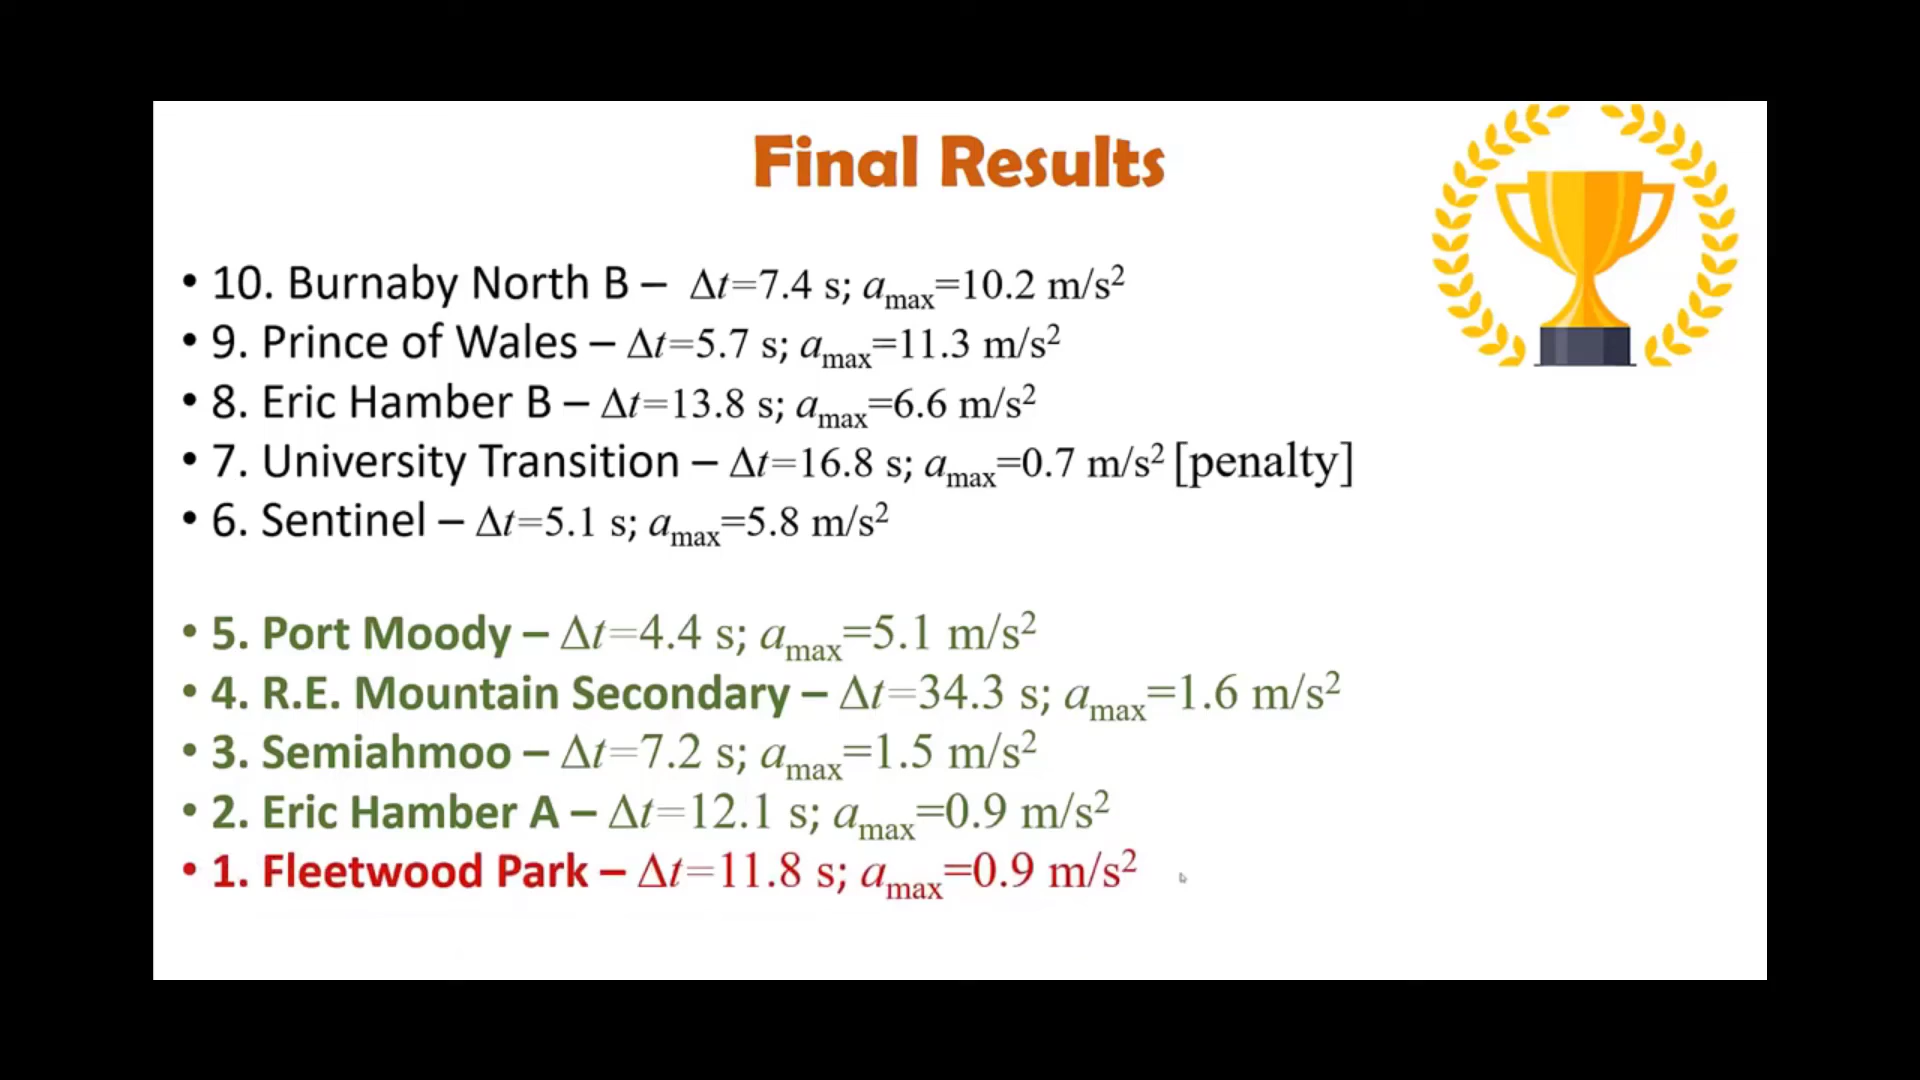 Final Results
• 10. Burnaby North B – Δt=7.4 s; amax=10.2 m/s²
• 9. Prince of Wales – Δt=5.7 s; amax=11.3 m/s²
• 8. Eric Hamber B – Δt=13.8 s; amax=6.6 m/s²
• 7. University Transition – Δt=16.8 s; amax=0.7 m/s² [penalty]
• 6. Sentinel – Δt=5.1 s; amax=5.8 m/s²
• 5. Port Moody – Δt=4.4 s; amax=5.1 m/s²
• 4. R.E. Mountain Secondary – Δt=34.3 s; amax=1.6 m/s²
• 3. Semiahmoo – Δt=7.2 s; amax=1.5 m/s²
• 2. Eric Hamber A – Δt=12.1 s; amax=0.9 m/s²
• 1. Fleetwood Park – Δt=11.8 s; amax=0.9 m/s²